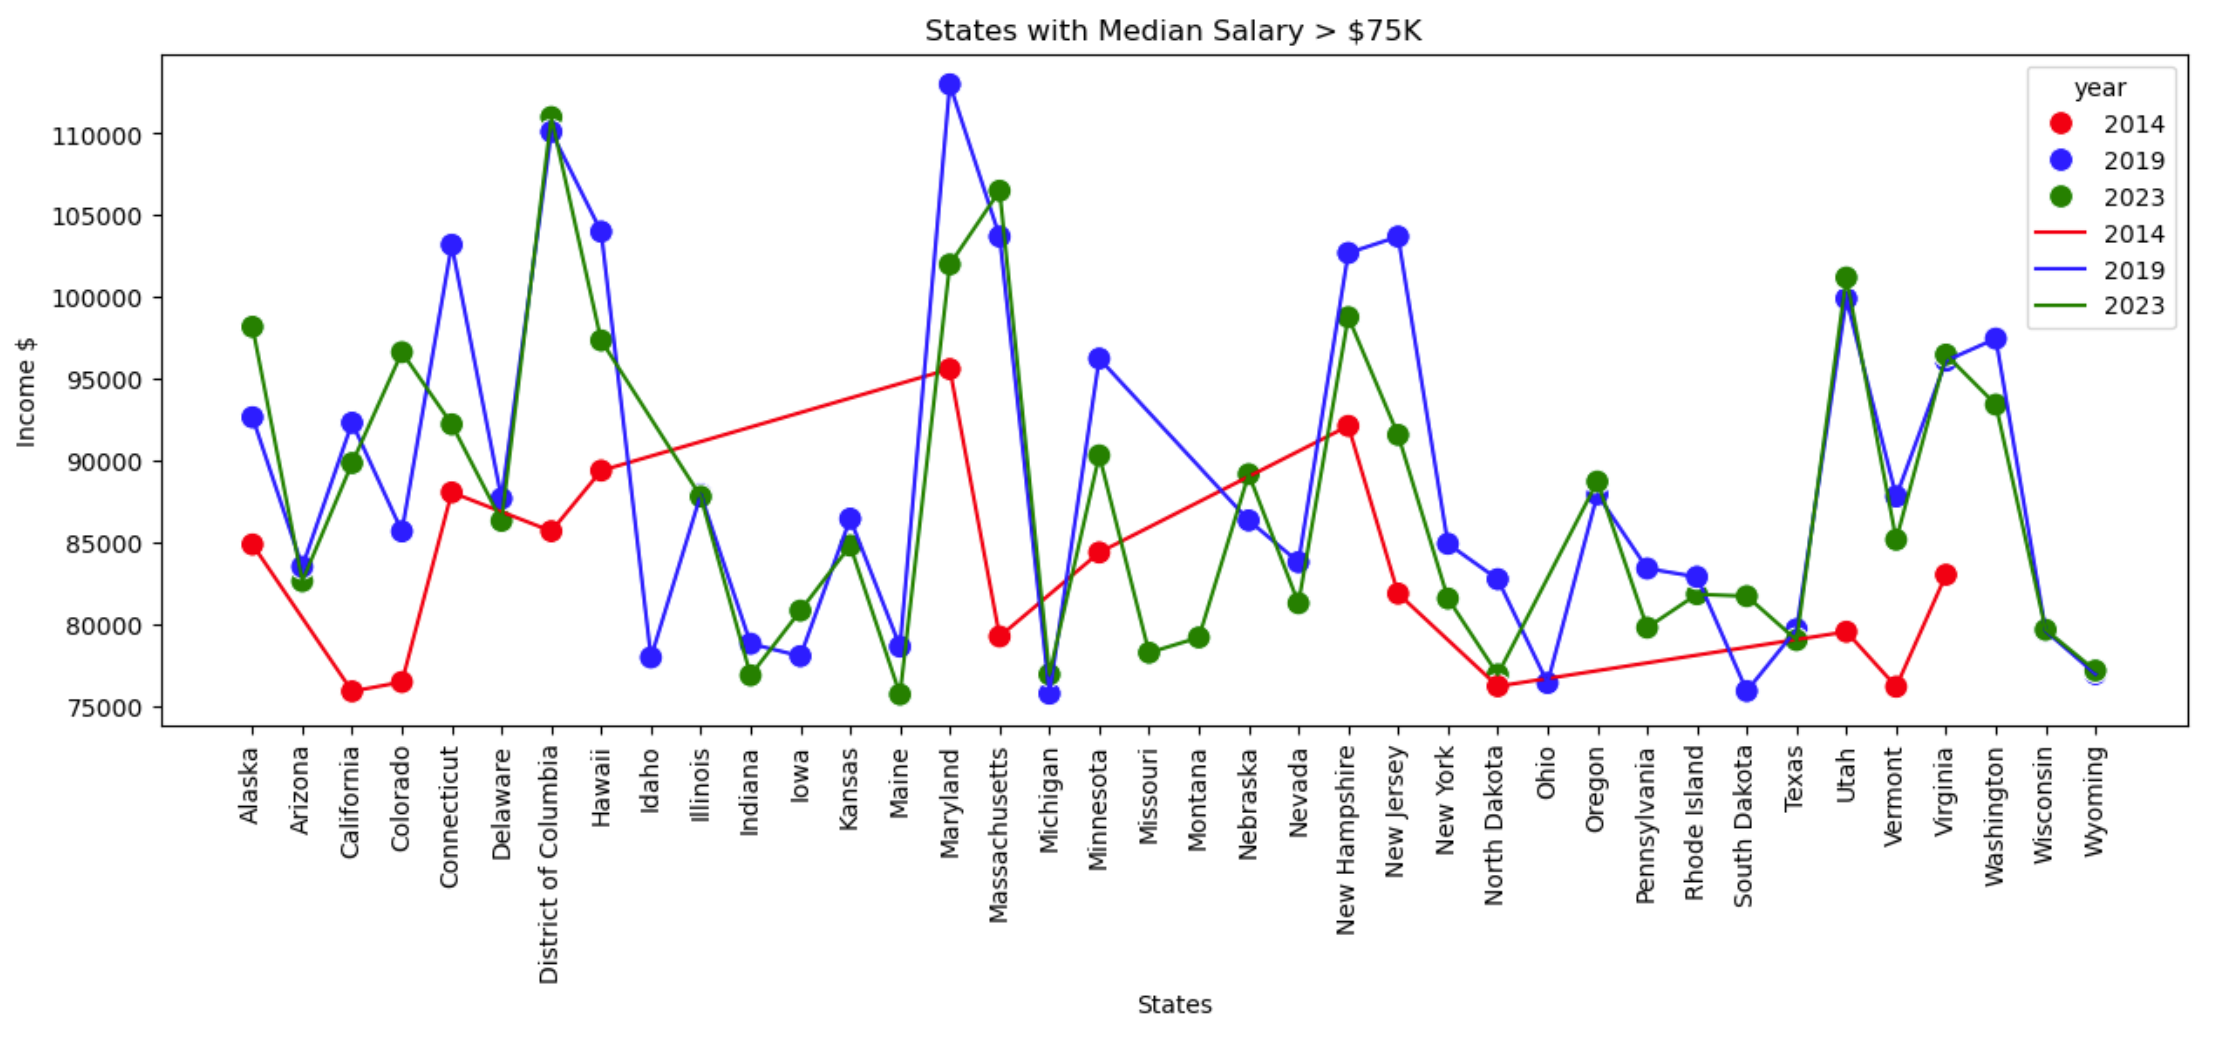 States with Median Salary > $75K
year
2014
2019
2023
2014
2019
2023
Income $
110000
105000
100000
95000
90000
85000
80000
75000
Alaska
Arizona
California
Colorado
Connecticut
Delaware
District of Columbia
Hawaii
Idaho
Illinois
Indiana
Iowa
Kansas
Maine
Maryland
Massachusetts
Michigan
Minnesota
Missouri
Montana
Nebraska
Nevada
New Hampshire
New Jersey
New York
North Dakota
Ohio
Oregon
Pennsylvania
Rhode Island
South Dakota
Texas
Utah
Vermont
Virginia
Washington
Wisconsin
Wyoming
States